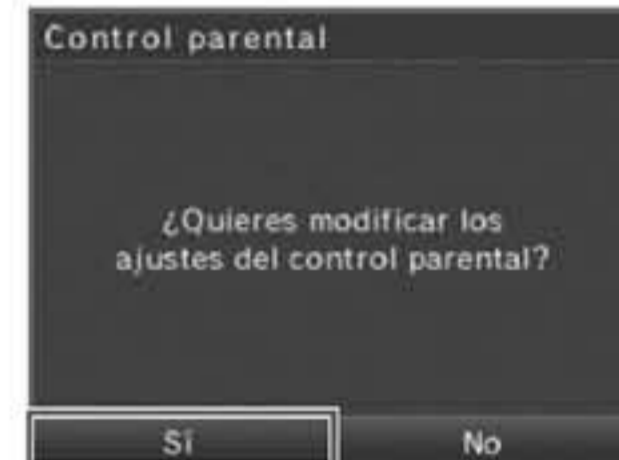 Control parental
¿Quieres modificar los
ajustes del control parental?
Sí
No